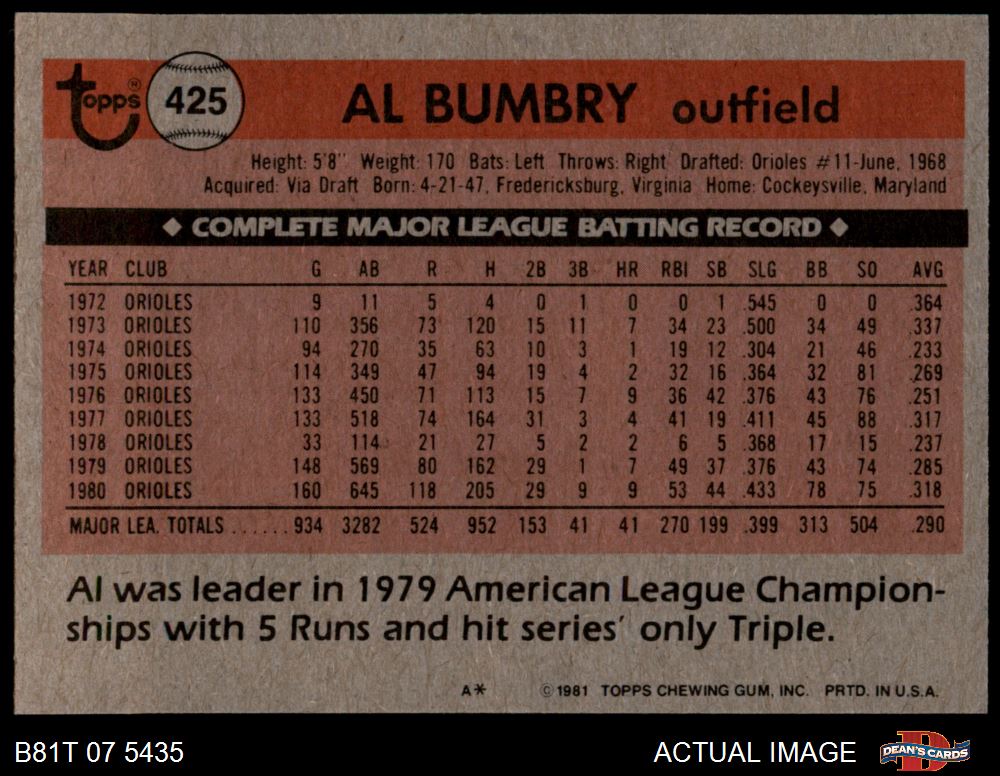 Topps ® 425 AL BUMBRY outfield
Height: 5'8" Weight: 170 Bats: Left Throws: Right Drafted: Orioles #11-June, 1968
Acquired: Via Draft Born: 4-21-47, Fredericksburg, Virginia Home: Cockeysville, Maryland
◆ COMPLETE MAJOR LEAGUE BATTING RECORD ◆
YEAR CLUB G AB R H 2B 3B HR RBI SB SLG BB SO AVG
1972 ORIOLES 9 11 5 4 0 1 0 0 1 .545 0 0 .364
1973 ORIOLES 110 356 73 120 15 11 7 34 23 .500 34 49 .337
1974 ORIOLES 94 270 35 63 10 3 1 19 12 .304 21 46 .233
1975 ORIOLES 114 349 47 94 19 4 2 32 16 .364 32 81 .269
1976 ORIOLES 133 450 71 113 15 7 9 36 42 .376 43 76 .251
1977 ORIOLES 133 518 74 164 31 3 4 41 19 .411 45 88 .317
1978 ORIOLES 33 114 21 27 5 2 2 6 5 .368 17 15 .237
1979 ORIOLES 148 569 80 162 29 1 7 49 37 .376 43 74 .285
1980 ORIOLES 160 645 118 205 29 9 9 53 44 .433 78 75 .318
MAJOR LEA. TOTALS ...... 934 3282 524 952 153 41 41 270 199 .399 313 504 .290
Al was leader in 1979 American League Champion-
ships with 5 Runs and hit series' only Triple.
A* © 1981 TOPPS CHEWING GUM, INC. PRTD. IN U.S.A.
B81T 07 5435 ACTUAL IMAGE D DEAN'S CARDS